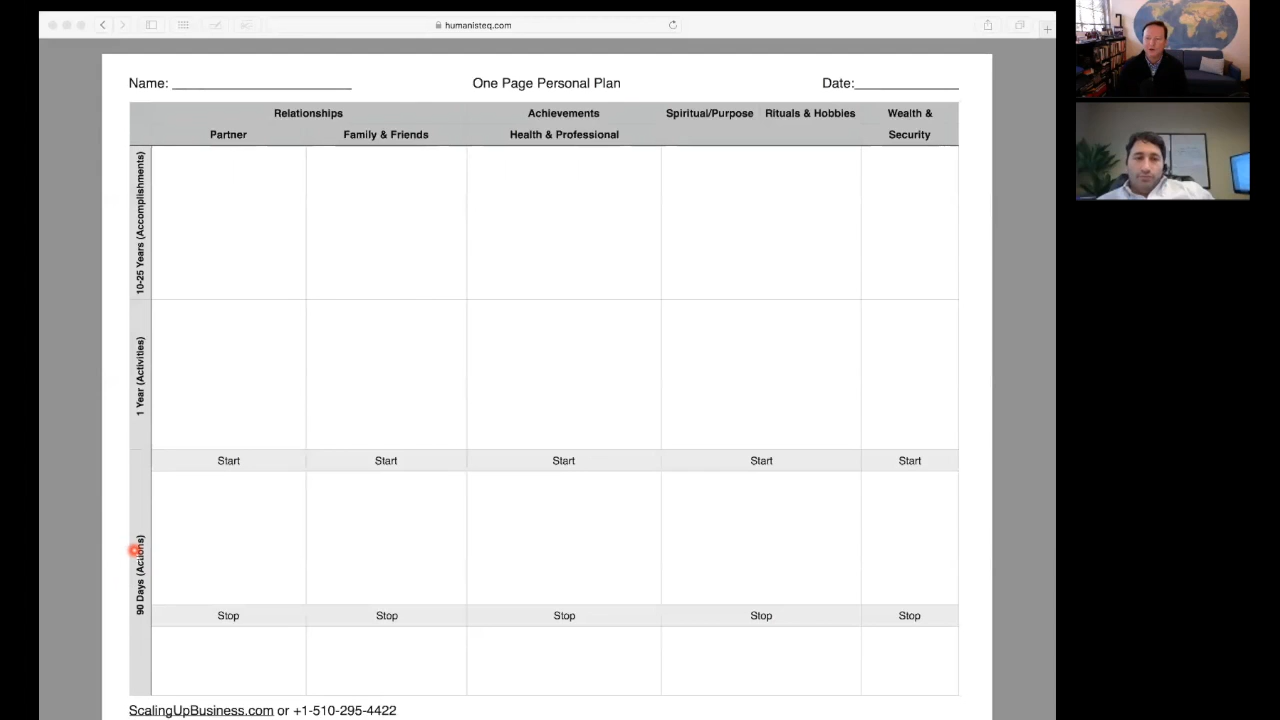 humanisteq.com
Name: ______________________ One Page Personal Plan Date:_____________
Relationships Achievements Spiritual/Purpose Rituals & Hobbies Wealth &
Partner Family & Friends Health & Professional Security
10-25 Years (Accomplishments)
1 Year (Activities)
Start Start Start Start Start
90 Days (Actions)
Stop Stop Stop Stop Stop
ScalingUpBusiness.com or +1-510-295-4422